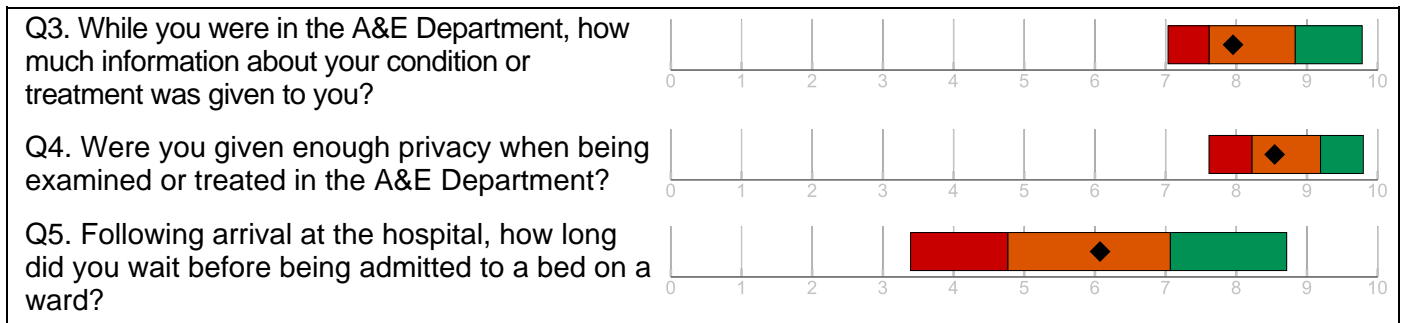 Q3. While you were in the A&E Department, how
much information about your condition or
treatment was given to you?
0 1 2 3 4 5 6 7 8 9 10
Q4. Were you given enough privacy when being
examined or treated in the A&E Department?
0 1 2 3 4 5 6 7 8 9 10
Q5. Following arrival at the hospital, how long
did you wait before being admitted to a bed on a
ward?
0 1 2 3 4 5 6 7 8 9 10